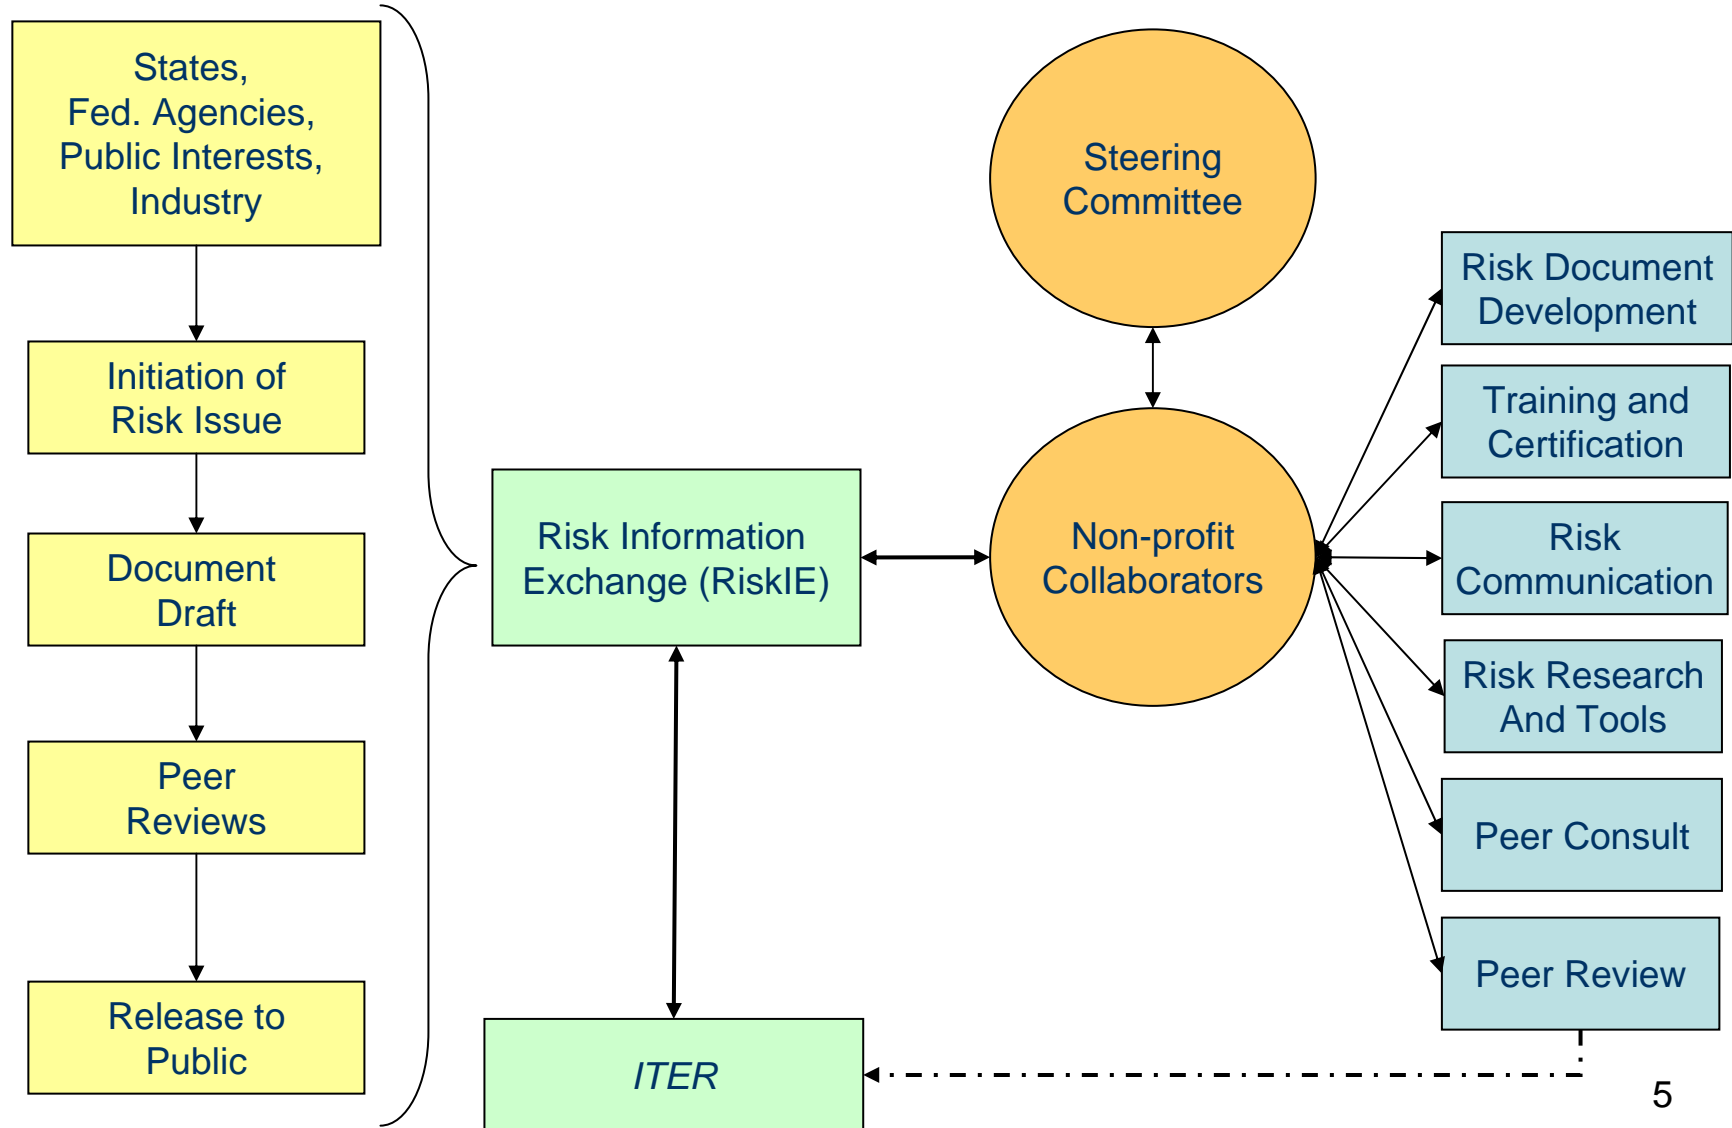 States,
Fed. Agencies,
Public Interests,
Industry
Initiation of
Risk Issue
Document
Draft
Peer
Reviews
Release to
Public
Risk Information
Exchange (RiskIE)
ITER
Steering
Committee
Non-profit
Collaborators
Risk Document
Development
Training and
Certification
Risk
Communication
Risk Research
And Tools
Peer Consult
Peer Review
5